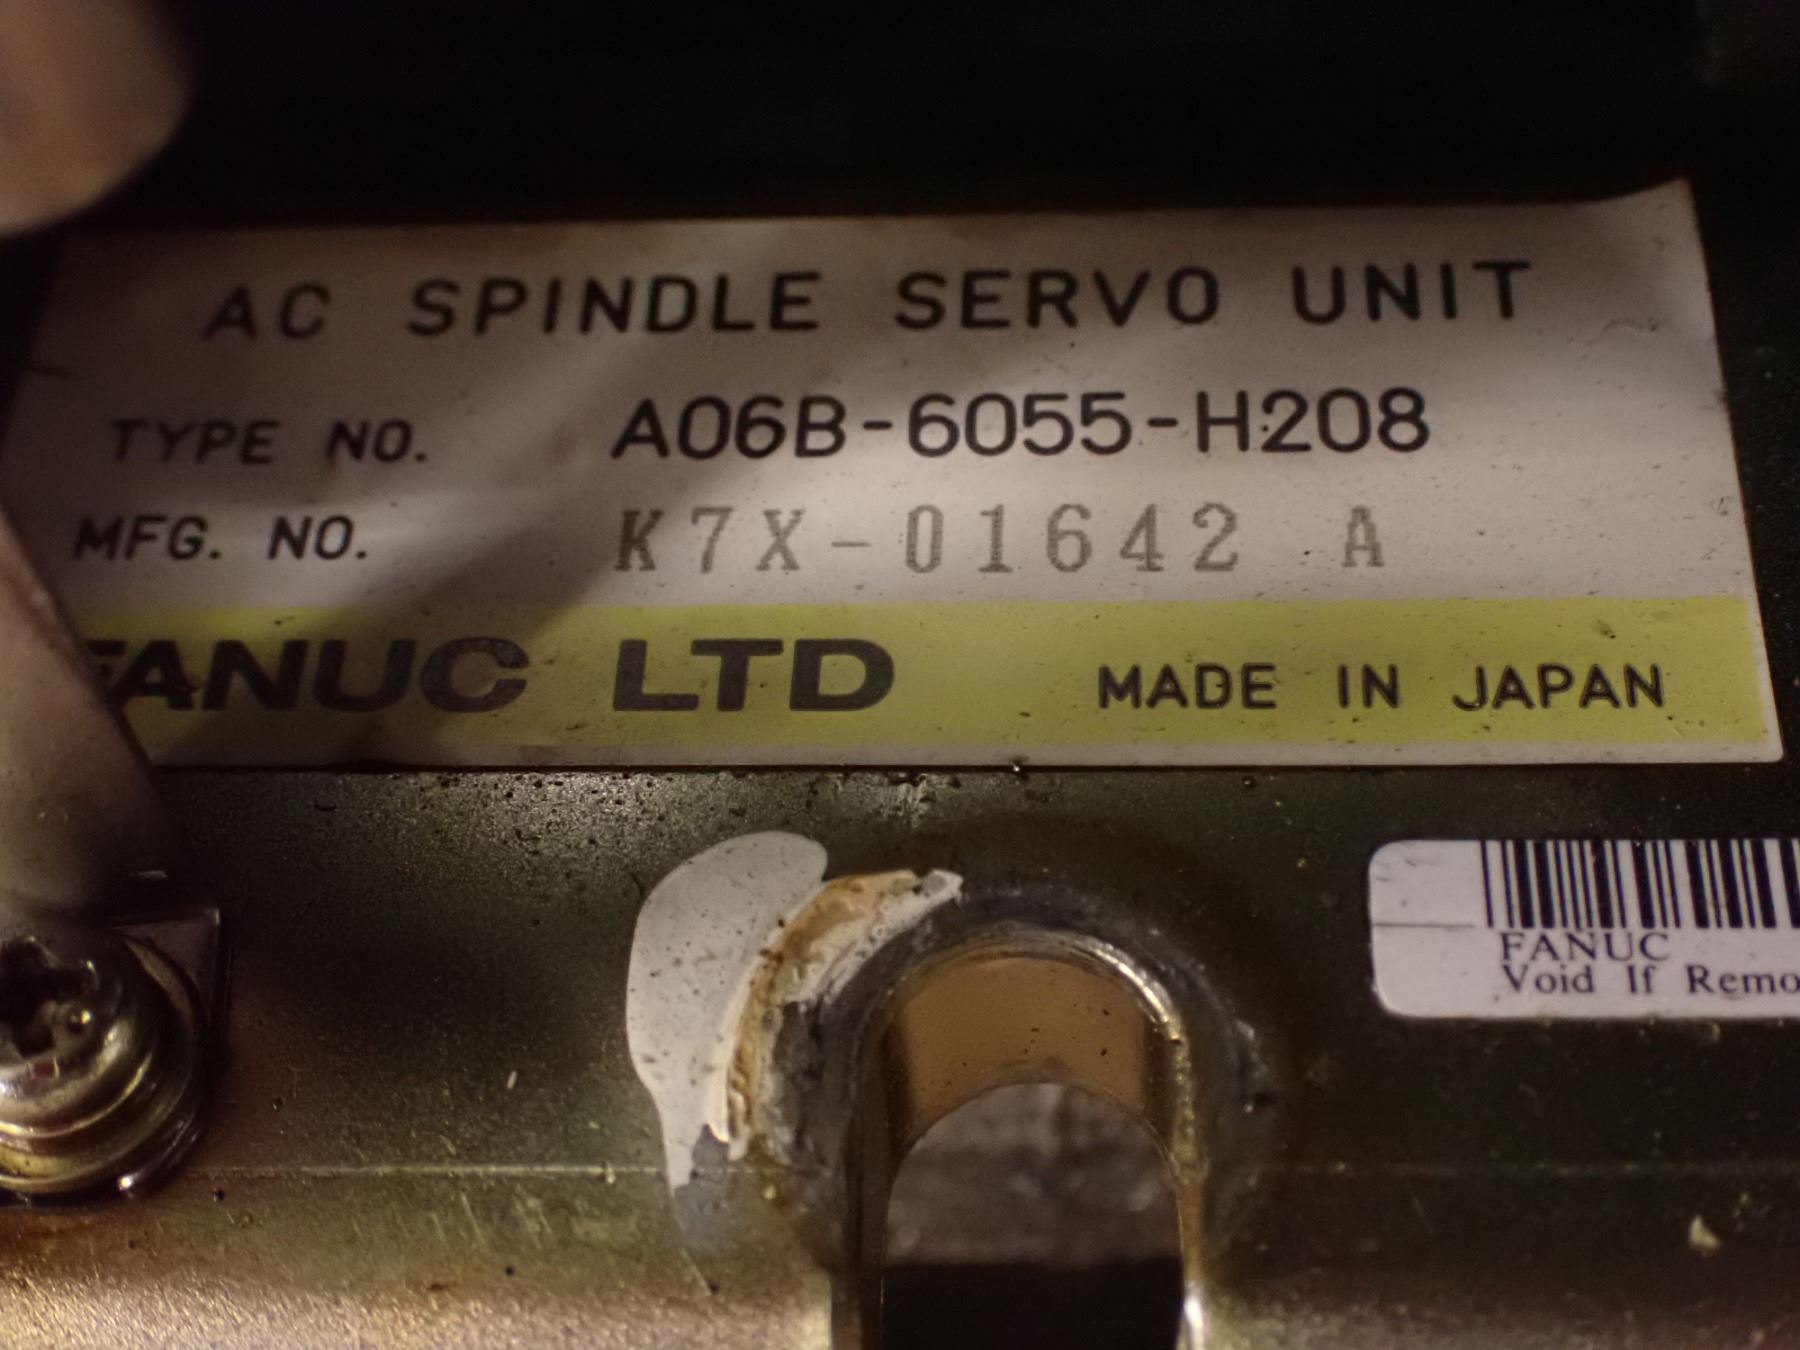 AC SPINDLE SERVO UNIT
TYPE NO. A06B-6055-H208
MFG. NO. K7X-01642 A
FANUC LTD MADE IN JAPAN
FANUC
Void If Remo